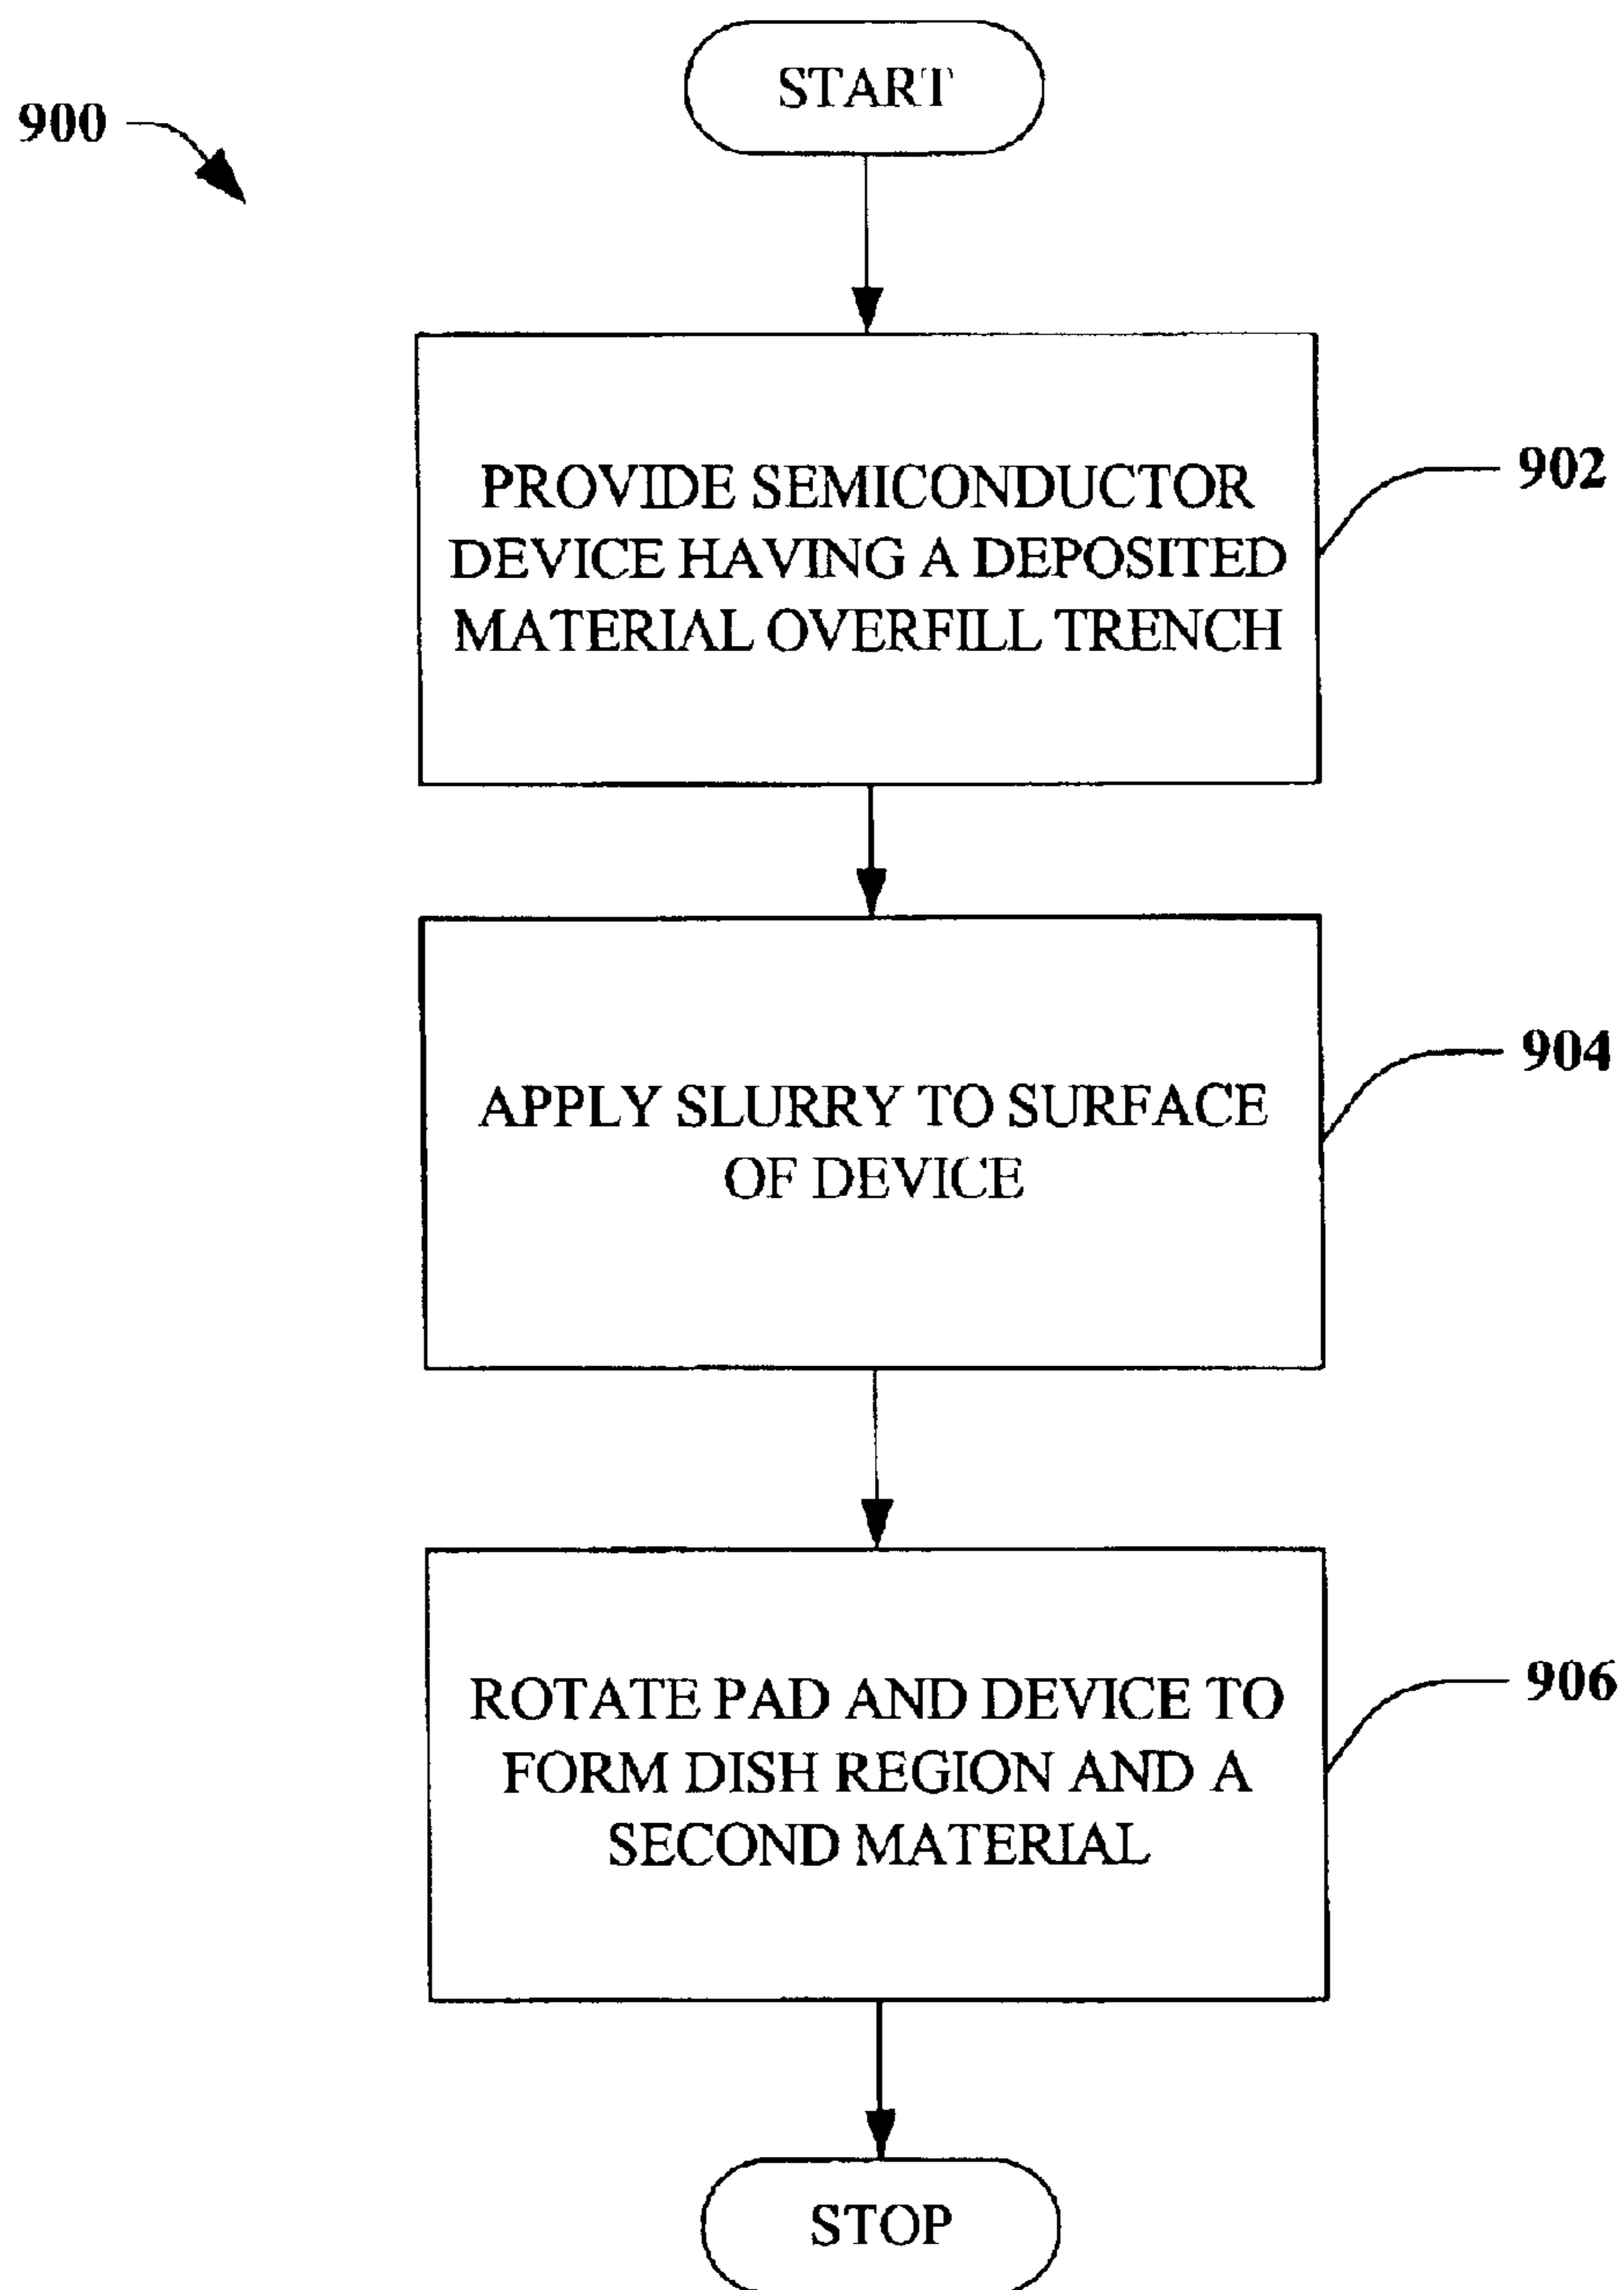 START
900
PROVIDE SEMICONDUCTOR
DEVICE HAVING A DEPOSITED
MATERIAL OVERFILL TRENCH
902
APPLY SLURRY TO SURFACE
OF DEVICE
904
ROTATE PAD AND DEVICE TO
FORM DISH REGION AND A
SECOND MATERIAL
906
STOP